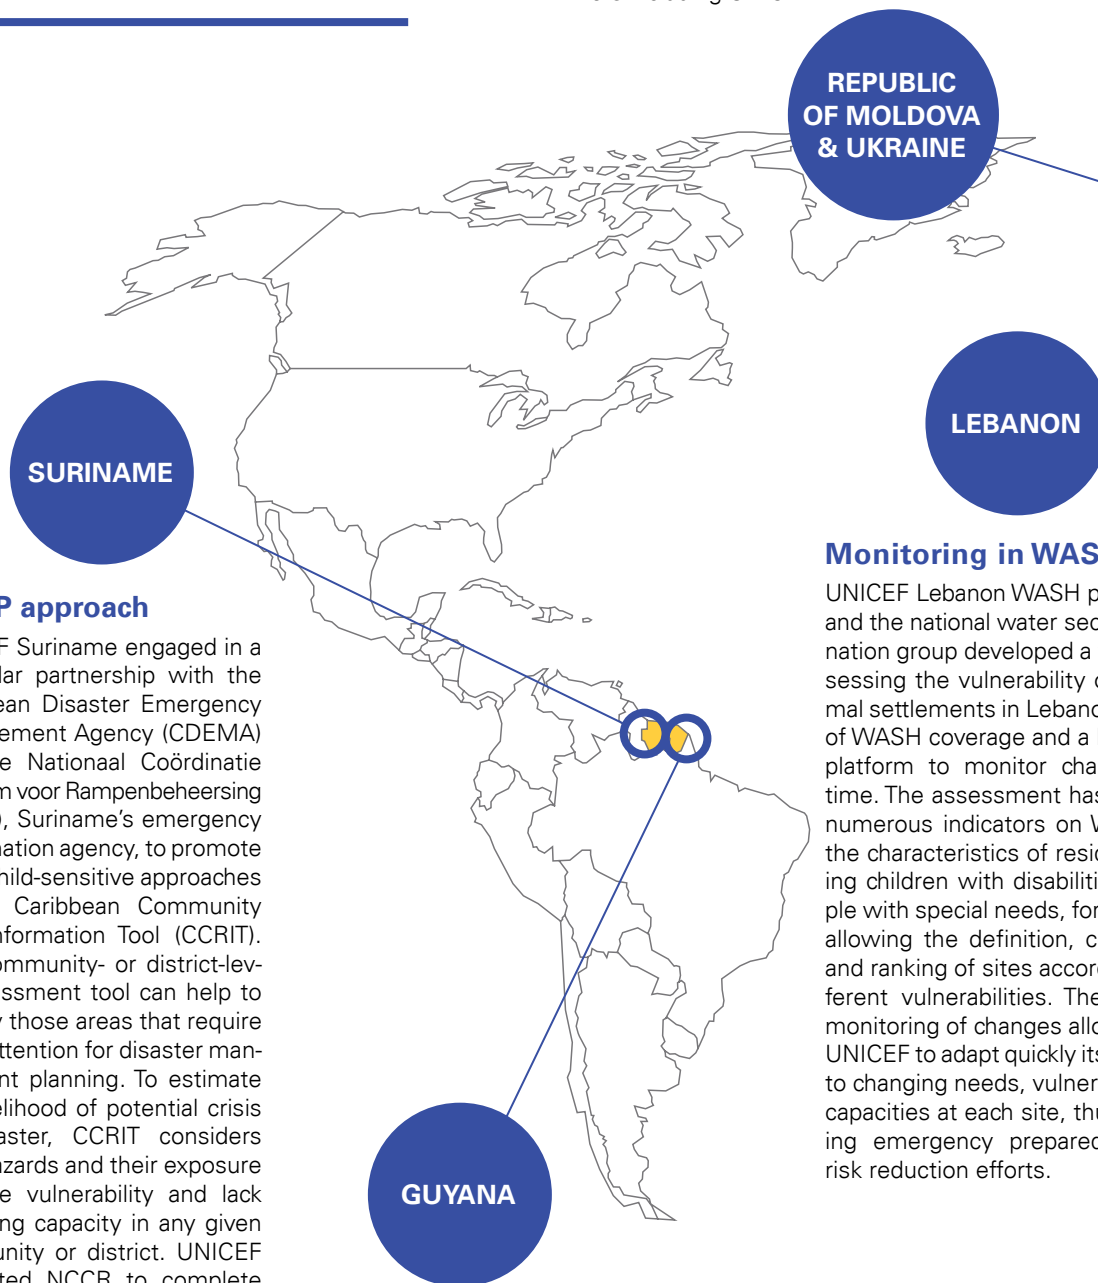 REPUBLIC
OF MOLDOVA
& UKRAINE
LEBANON
SURINAME
GUYANA
P approach
F Suriname engaged in a
lar partnership with the
ean Disaster Emergency
ement Agency (CDEMA)
e Nationaal Coördinatie
m voor Rampenbeheersing
), Suriname's emergency
nation agency, to promote
hild-sensitive approaches
Caribbean Community
nformation Tool (CCRIT).
ommunity- or district-lev-
ssment tool can help to
y those areas that require
ttention for disaster man-
nt planning. To estimate
elihood of potential crisis
aster, CCRIT considers
azards and their exposure
e vulnerability and lack
ng capacity in any given
unity or district. UNICEF
ted NCCR to complete
Monitoring in WAS
UNICEF Lebanon WASH p
and the national water sec
nation group developed a
sessing the vulnerability o
mal settlements in Lebano
of WASH coverage and a
platform to monitor cha
time. The assessment has
numerous indicators on W
the characteristics of resid
ing children with disabiliti
ple with special needs, for
allowing the definition, c
and ranking of sites accor
ferent vulnerabilities. The
monitoring of changes allo
UNICEF to adapt quickly its
to changing needs, vulner
capacities at each site, thu
ing emergency prepared
risk reduction efforts.